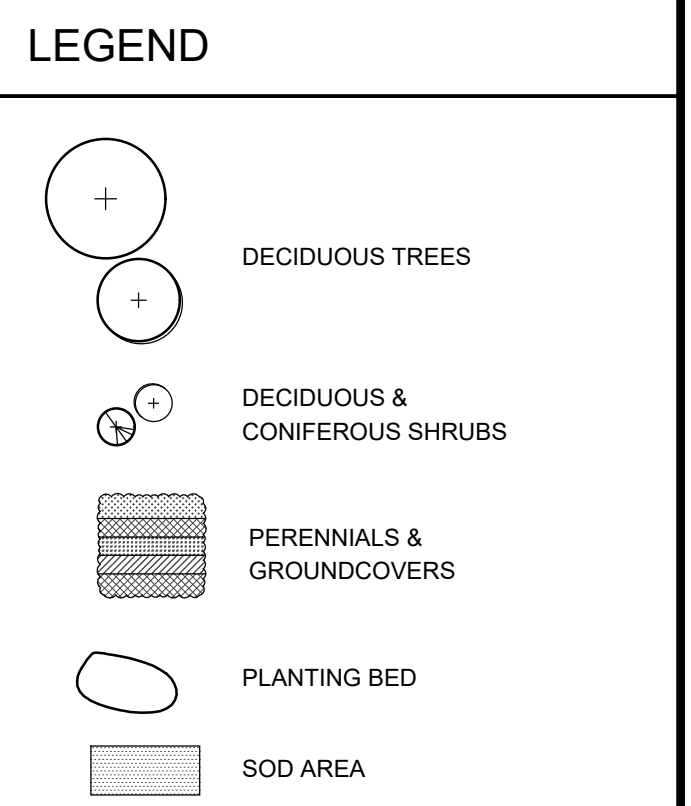 LEGEND
DECIDUOUS TREES
DECIDUOUS &
CONIFEROUS SHRUBS
PERENNIALS &
GROUNDCOVERS
PLANTING BED
SOD AREA